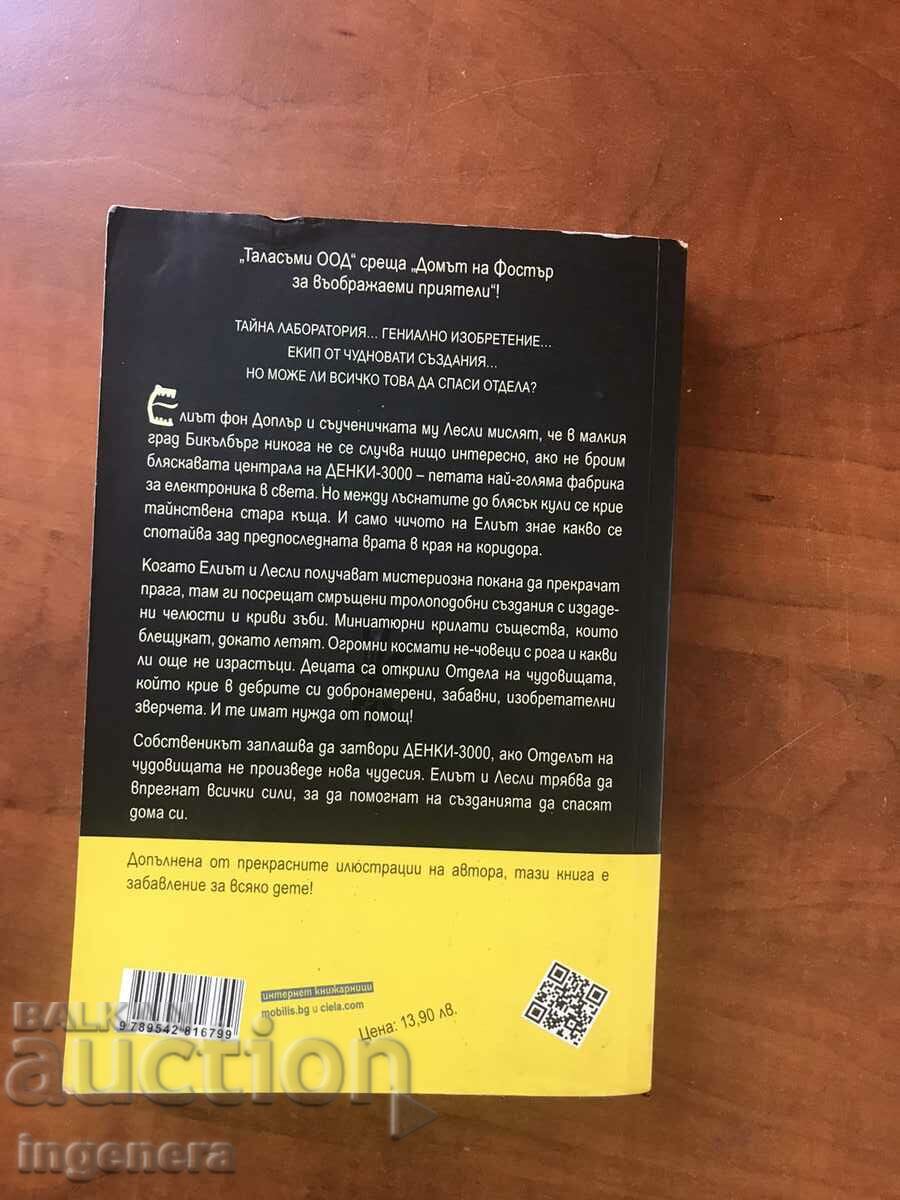 „Таласъми ООД“ среща „Домът на Фостър
за въображаеми приятели“!
ТАЙНА ЛАБОРАТОРИЯ... ГЕНИАЛНО ИЗОБРЕТЕНИЕ...
ЕКИП ОТ ЧУДНОВАТИ СЪЗДАНИЯ...
НО МОЖЕ ЛИ ВСИЧКО ТОВА ДА СПАСИ ОТДЕЛА?
Елиът фон Доплър и съученичката му Лесли мислят, че в малкия
град Бикълбърг никога не се случва нищо интересно, ако не броим
бляскавата централа на ДЕНКИ-3000 – петата най-голяма фабрика
за електроника в света. Но между лъснатите до блясък кули се крие
тайнствена стара къща. И само чичото на Елиът знае какво се
спотайва зад предпоследната врата в края на коридора.
Когато Елиът и Лесли получават мистериозна покана да прекрачат
прага, там ги посрещат смръщени тролоподобни създания с издаде-
ни челюсти и криви зъби. Миниатюрни крилати същества, които
блещукат, докато летят. Огромни космати не-човеци с рога и какви
ли още не израстъци. Децата са открили Отдела на чудовищата,
който крие в дебрите си добронамерени, забавни, изобретателни
зверчета. И те имат нужда от помощ!
Собственикът заплашва да затвори ДЕНКИ-3000, ако Отделът на
чудовищата не произведе нова чудесия. Елиът и Лесли трябва да
впрегнат всички сили, за да помогнат на създанията да спасят
дома си.
Допълнена от прекрасните илюстрации на автора, тази книга е
забавление за всяко дете!
интернет книжарници
mobilis.bg и ciela.com
Цена: 13,90 лв.
9 789542 816799
BALKAN
auction
ingenera